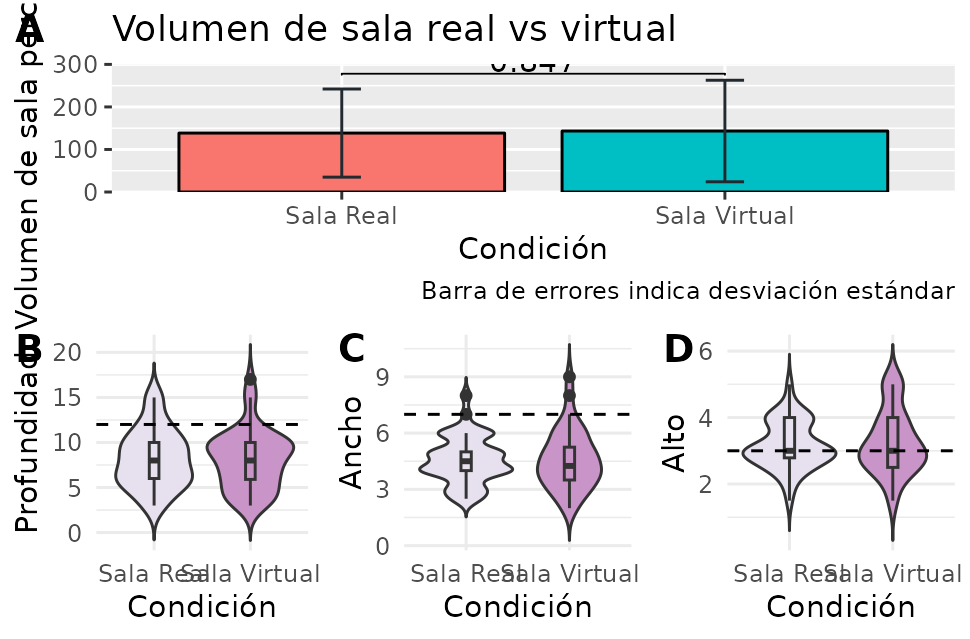 A
Volumen de sala real vs virtual
Volumen de sala
300
200
100
0
0.847
Sala Real
Sala Virtual
Condición
Barra de errores indica desviación estándar
B
Profundidad
20
15
10
5
0
Sala Real
Sala Virtual
Condición
C
Ancho
9
6
3
0
Sala Real
Sala Virtual
Condición
D
Alto
6
4
2
Sala Real
Sala Virtual
Condición